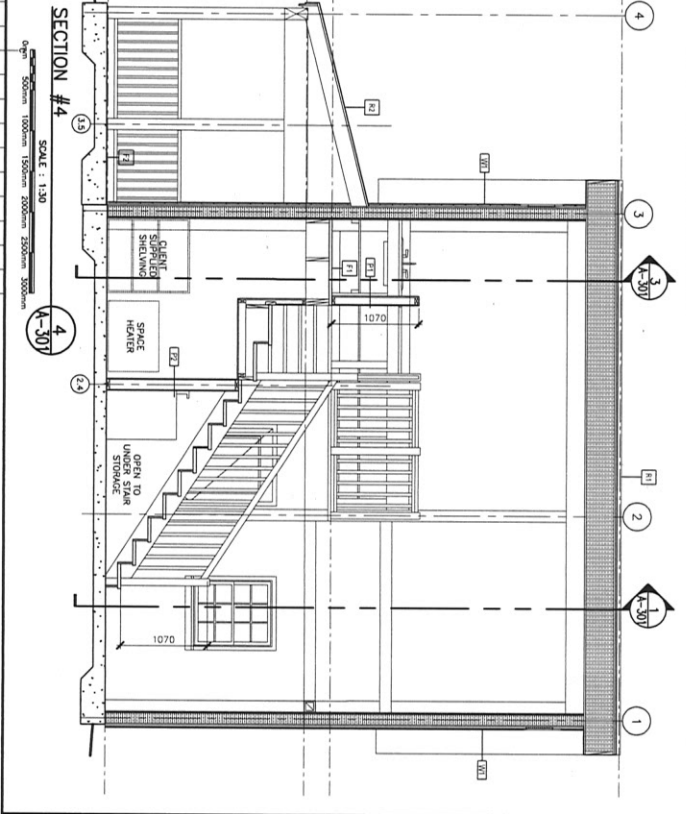 4
3
3
A-301
2
1
A-301
1
R1
W1
W1
R2
P1
1070
F1
P2
CLIENT
SUPPLIED
SHELVING
SPACE
HEATER
OPEN TO
UNDER STAIR
STORAGE
1070
F2
3.5
2.4
SECTION #4
SCALE : 1:30
4
A-301
0mm 500mm 1000mm 1500mm 2000mm 2500mm 3000mm